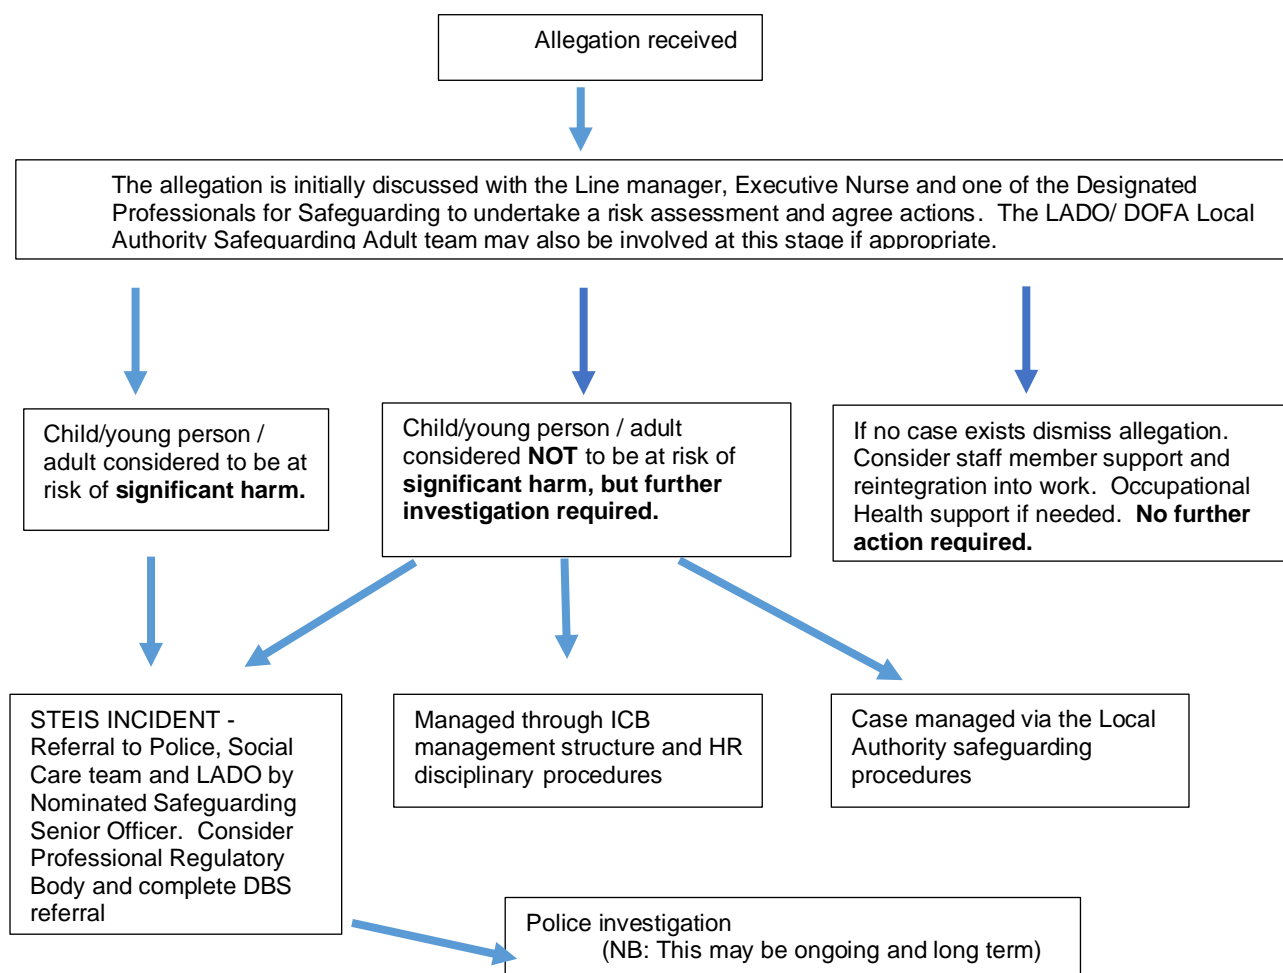 Allegation received
The allegation is initially discussed with the Line manager, Executive Nurse and one of the Designated
Professionals for Safeguarding to undertake a risk assessment and agree actions.  The LADO/ DOFA Local
Authority Safeguarding Adult team may also be involved at this stage if appropriate.
Child/young person /
adult considered to be at
risk of significant harm.
Child/young person / adult
considered NOT to be at risk of
significant harm, but further
investigation required.
If no case exists dismiss allegation.
Consider staff member support and
reintegration into work.  Occupational
Health support if needed.  No further
action required.
STEIS INCIDENT -
Referral to Police, Social
Care team and LADO by
Nominated Safeguarding
Senior Officer.  Consider
Professional Regulatory
Body and complete DBS
referral
Managed through ICB
management structure and HR
disciplinary procedures
Case managed via the Local
Authority safeguarding
procedures
Police investigation
(NB: This may be ongoing and long term)